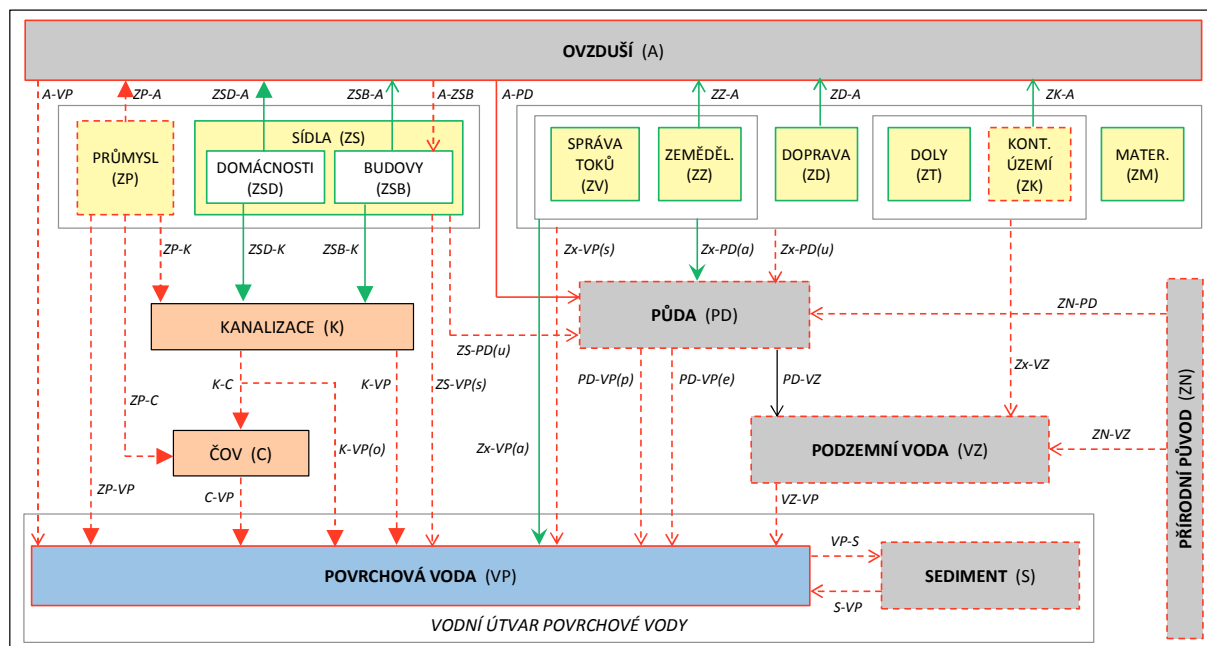 OVZDUŠÍ (A)
A-VP
ZP-A
ZSD-A
ZSB-A
A-ZSB
A-PD
ZZ-A
ZD-A
ZK-A
PRŮMYSL
(ZP)
SÍDLA (ZS)
DOMÁCNOSTI
(ZSD)
BUDOVY
(ZSB)
SPRÁVA
TOKŮ
(ZV)
ZEMĚDĚL.
(ZZ)
DOPRAVA
(ZD)
DOLY
(ZT)
KONT.
ÚZEMÍ
(ZK)
MATER.
(ZM)
ZP-K
ZSD-K
ZSB-K
Zx-VP(s)
Zx-PD(a)
Zx-PD(u)
KANALIZACE (K)
PŮDA (PD)
ZN-PD
ZS-PD(u)
K-C
K-VP
ZS-VP(s)
PD-VP(p)
PD-VP(e)
PD-VZ
Zx-VZ
ZP-C
ČOV (C)
K-VP(o)
Zx-VP(a)
PODZEMNÍ VODA (VZ)
ZN-VZ
PŘÍRODNÍ PŮVOD (ZN)
ZP-VP
C-VP
VZ-VP
POVRCHOVÁ VODA (VP)
VP-S
S-VP
SEDIMENT (S)
VODNÍ ÚTVAR POVRCHOVÉ VODY